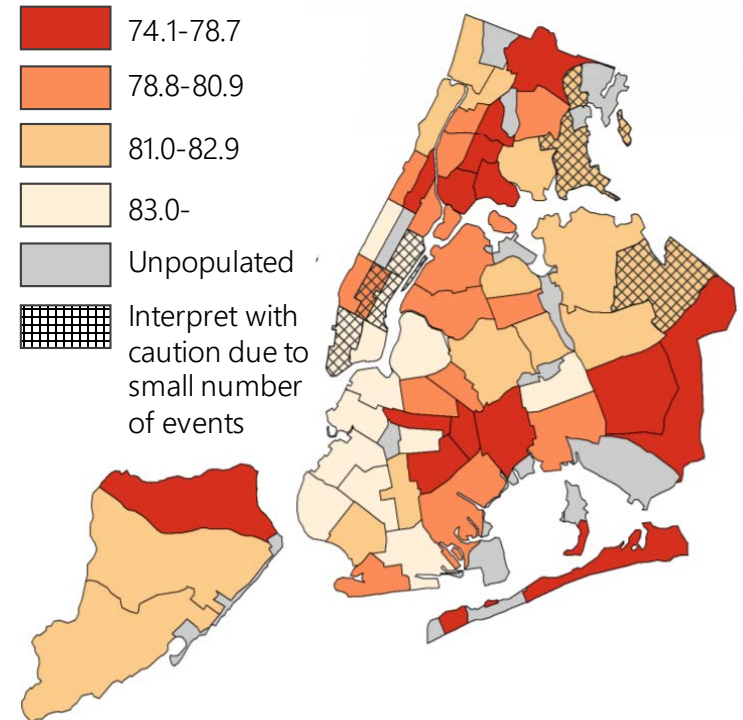 74.1-78.7
78.8-80.9
81.0-82.9
83.0-
Unpopulated
Interpret with
caution due to
small number
of events